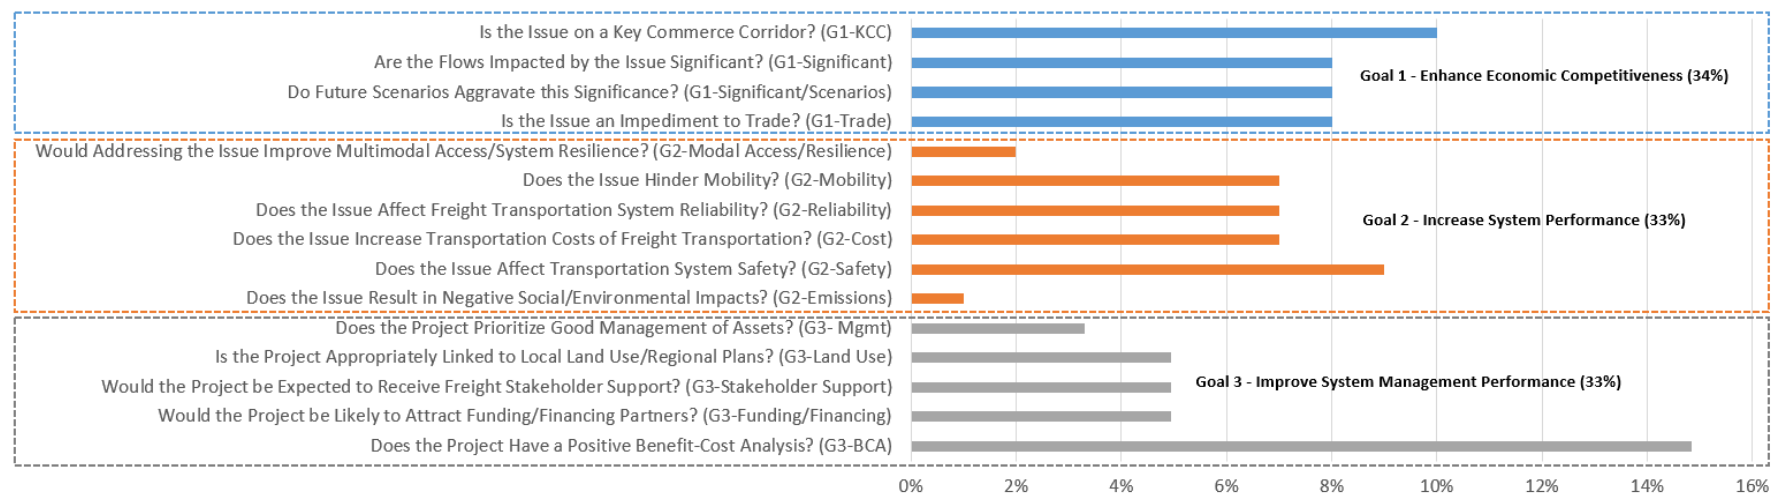 Is the Issue on a Key Commerce Corridor? (G1-KCC)
Are the Flows Impacted by the Issue Significant? (G1-Significant)
Goal 1 - Enhance Economic Competitiveness (34%)
Do Future Scenarios Aggravate this Significance? (G1-Significant/Scenarios)
Is the Issue an Impediment to Trade? (G1-Trade)
Would Addressing the Issue Improve Multimodal Access/System Resilience? (G2-Modal Access/Resilience)
Does the Issue Hinder Mobility? (G2-Mobility)
Does the Issue Affect Freight Transportation System Reliability? (G2-Reliability)
Goal 2 - Increase System Performance (33%)
Does the Issue Increase Transportation Costs of Freight Transportation? (G2-Cost)
Does the Issue Affect Transportation System Safety? (G2-Safety)
Does the Issue Result in Negative Social/Environmental Impacts? (G2-Emissions)
Does the Project Prioritize Good Management of Assets? (G3- Mgmt)
Is the Project Appropriately Linked to Local Land Use/Regional Plans? (G3-Land Use)
Goal 3 - Improve System Management Performance (33%)
Would the Project be Expected to Receive Freight Stakeholder Support? (G3-Stakeholder Support)
Would the Project be Likely to Attract Funding/Financing Partners? (G3-Funding/Financing)
Does the Project Have a Positive Benefit-Cost Analysis? (G3-BCA)
0% 2% 4% 6% 8% 10% 12% 14% 16%